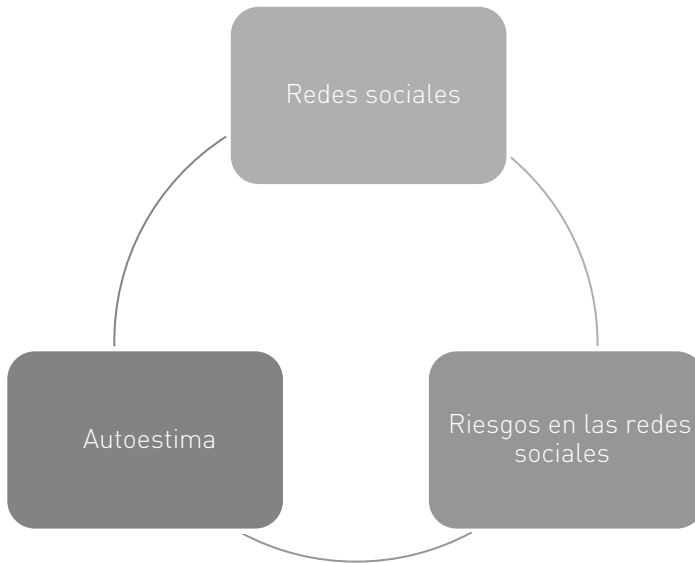 Redes sociales
Autoestima
Riesgos en las redes
sociales